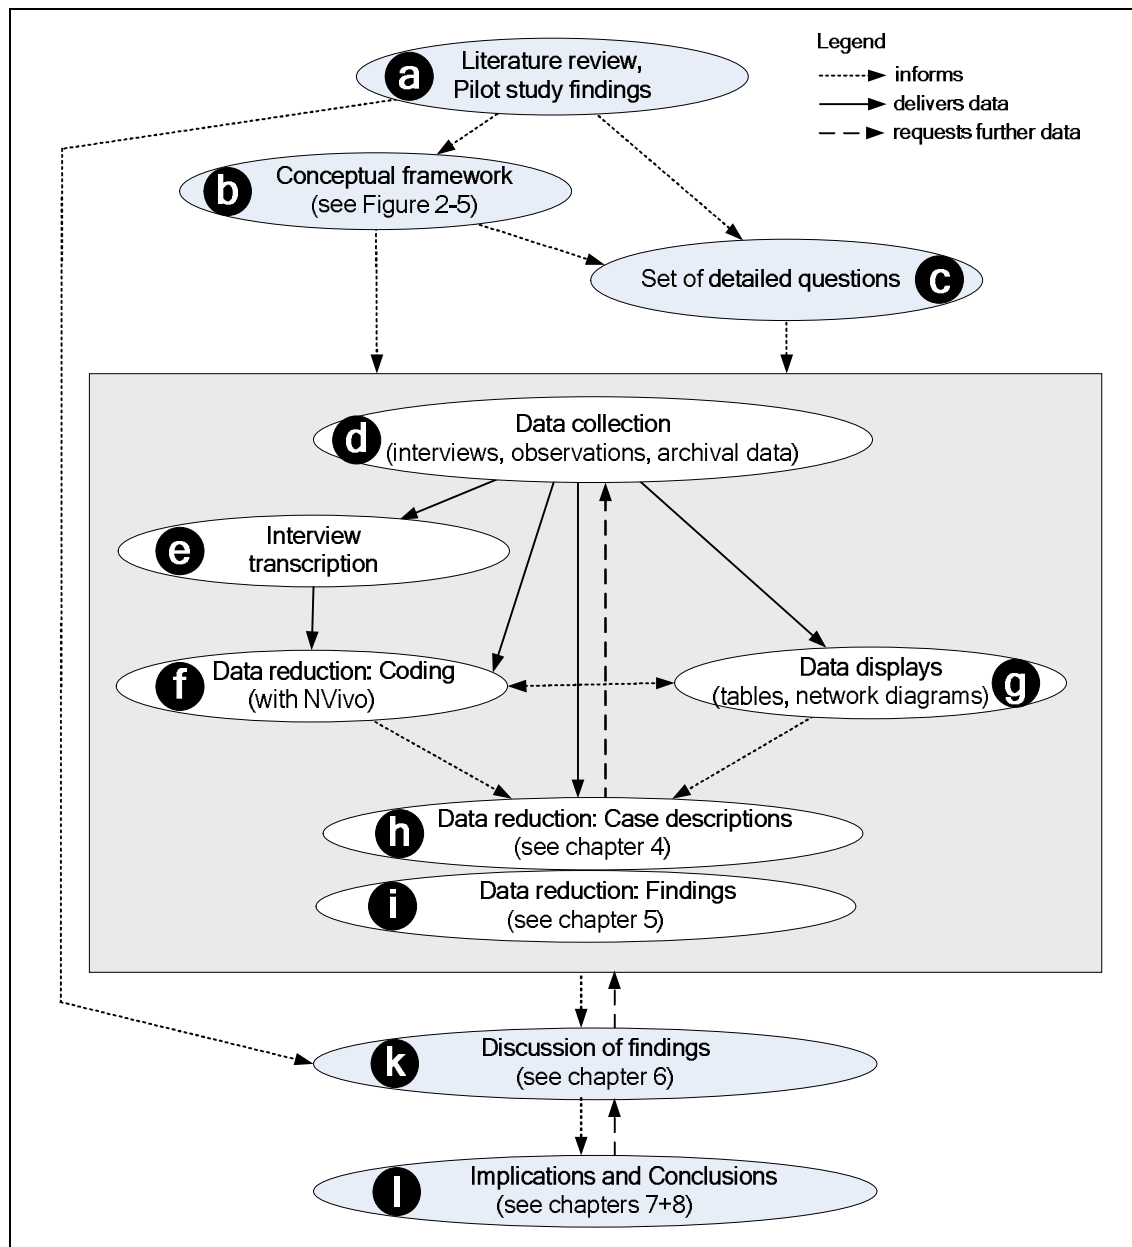 Legend
informs
delivers data
requests further data
a
Literature review,
Pilot study findings
b
Conceptual framework
(see Figure 2-5)
Set of detailed questions
c
d
Data collection
(interviews, observations, archival data)
e
Interview
transcription
f
Data reduction: Coding
(with NVivo)
Data displays
(tables, network diagrams)
g
h
Data reduction: Case descriptions
(see chapter 4)
i
Data reduction: Findings
(see chapter 5)
k
Discussion of findings
(see chapter 6)
l
Implications and Conclusions
(see chapters 7+8)